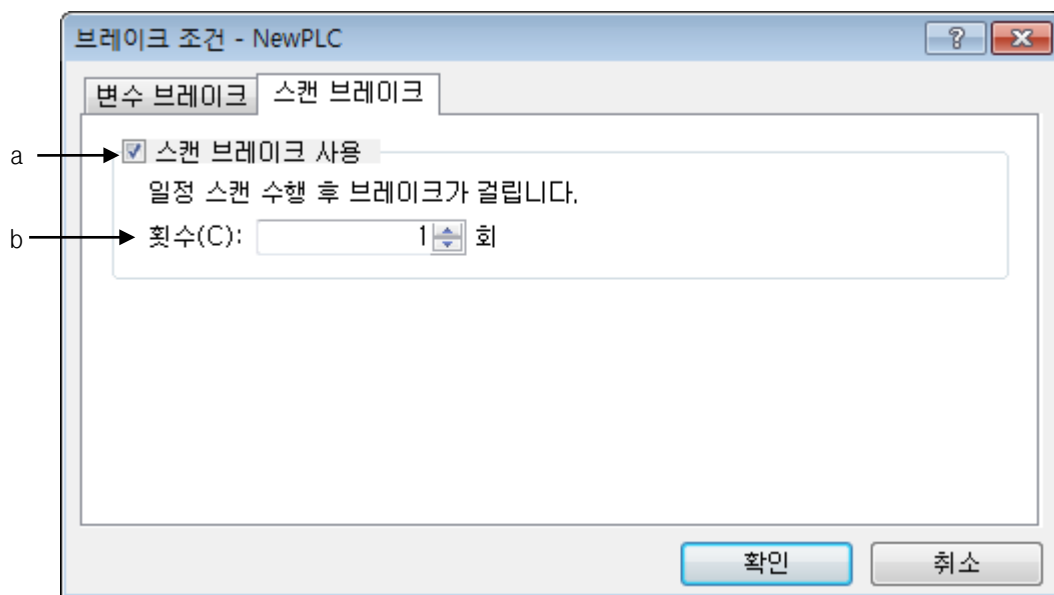 브레이크 조건 - NewPLC
변수 브레이크 스캔 브레이크
a 스캔 브레이크 사용
일정 스캔 수행 후 브레이크가 걸립니다.
b 횟수(C): 1 회
확인 취소